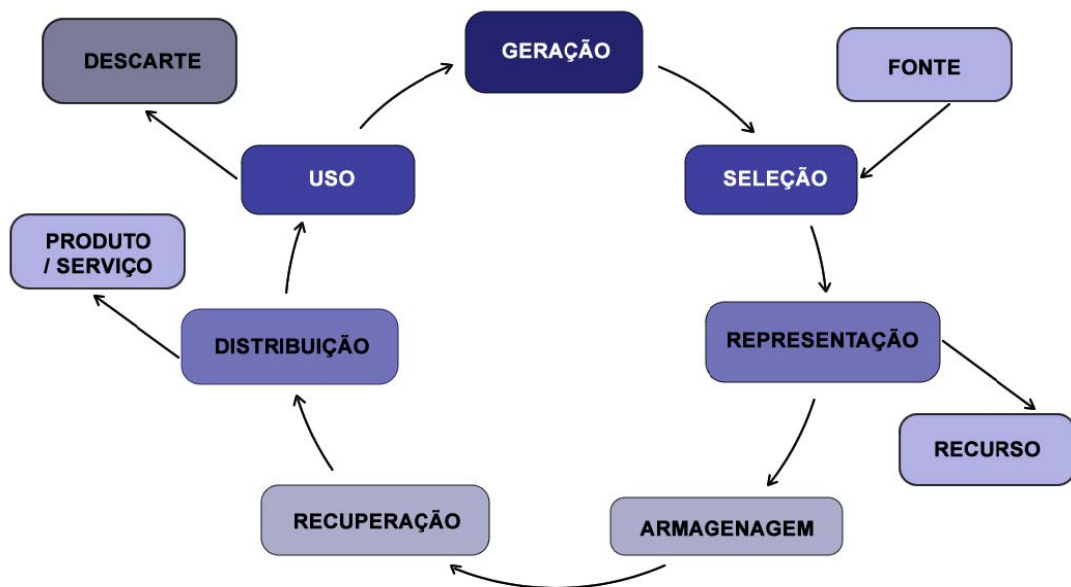 GERAÇÃO
DESCARTE
FONTE
USO
SELEÇÃO
PRODUTO
/ SERVIÇO
DISTRIBUIÇÃO
REPRESENTAÇÃO
RECURSO
RECUPERAÇÃO
ARMAGENAGEM